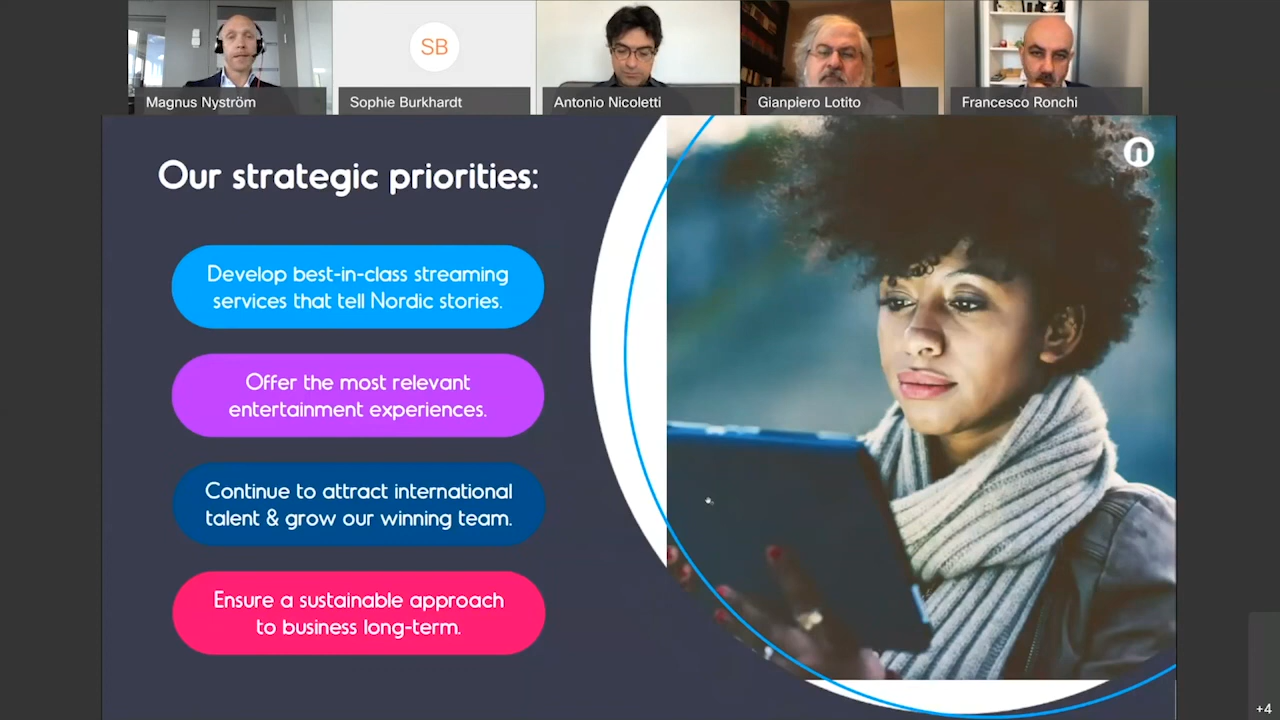 SB
Magnus Nyström
Sophie Burkhardt
Antonio Nicoletti
Gianpiero Lotito
Francesco Ronchi
Our strategic priorities:
Develop best-in-class streaming
services that tell Nordic stories.
Offer the most relevant
entertainment experiences.
Continue to attract international
talent & grow our winning team.
Ensure a sustainable approach
to business long-term.
n
+4